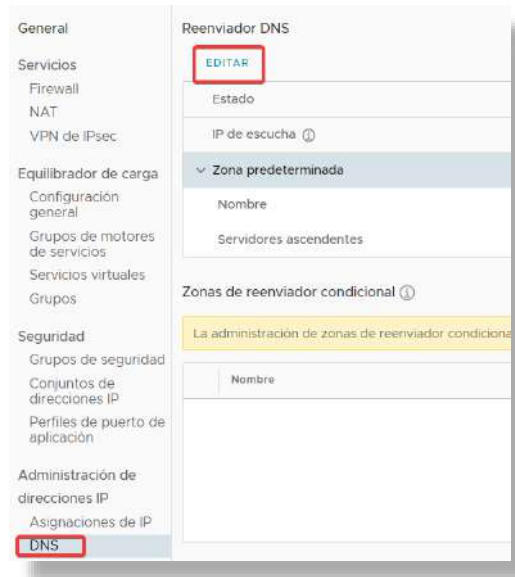 General
Servicios
Firewall
NAT
VPN de IPsec
Equilibrador de carga
Configuración
general
Grupos de motores
de servicios
Servicios virtuales
Grupos
Seguridad
Grupos de seguridad
Conjuntos de
direcciones IP
Perfiles de puerto de
aplicación
Administración de
direcciones IP
Asignaciones de IP
DNS
Reenviador DNS
EDITAR
Estado
IP de escucha
Zona predeterminada
Nombre
Servidores ascendentes
Zonas de reenviador condicional
La administración de zonas de reenviador
Nombre